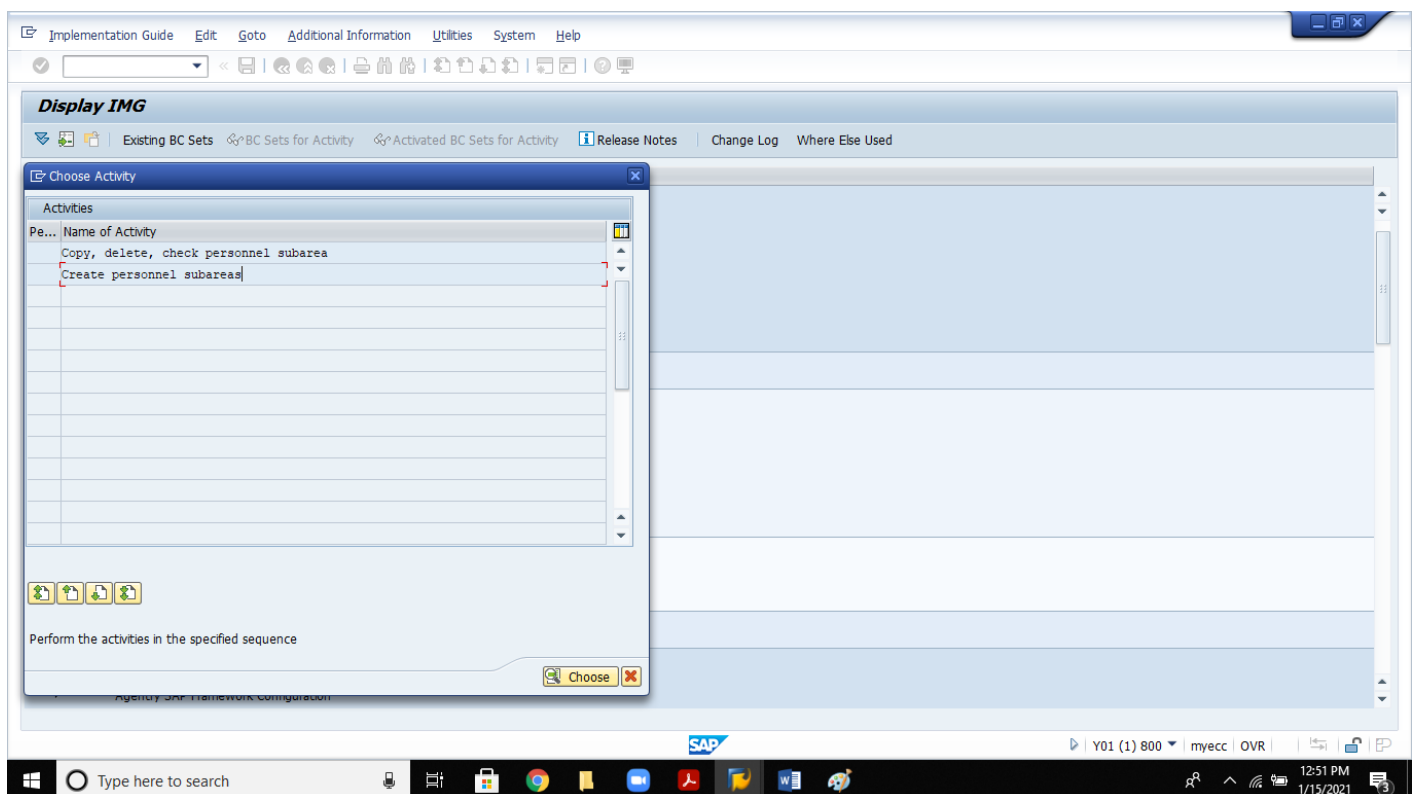 Implementation Guide Edit Goto Additional Information Utilities System Help
Display IMG
Existing BC Sets BC Sets for Activity Activated BC Sets for Activity Release Notes Change Log Where Else Used
Choose Activity
Activities
Pe... Name of Activity
Copy, delete, check personnel subarea
Create personnel subareas
Perform the activities in the specified sequence
Choose
Agentry SAP Framework Configuration
SAP
Y01 (1) 800 myecc OVR
Type here to search
12:51 PM
1/15/2021
3